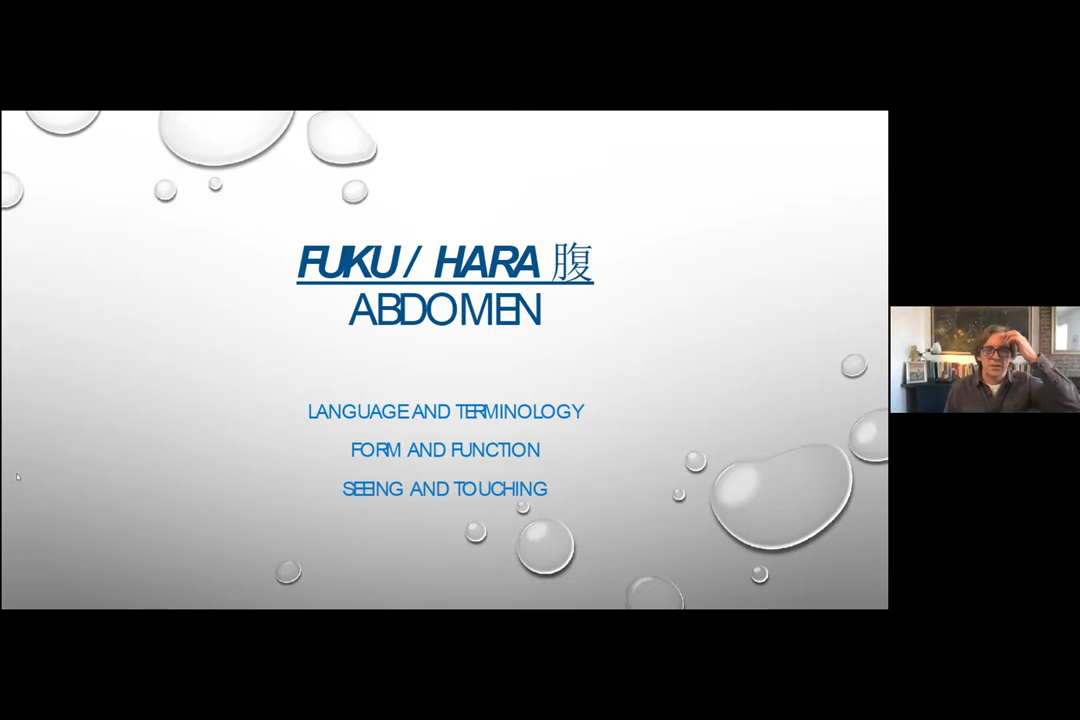 FUKU / HARA 腹
ABDOMEN
LANGUAGE AND TERMINOLOGY
FORM AND FUNCTION
SEEING AND TOUCHING